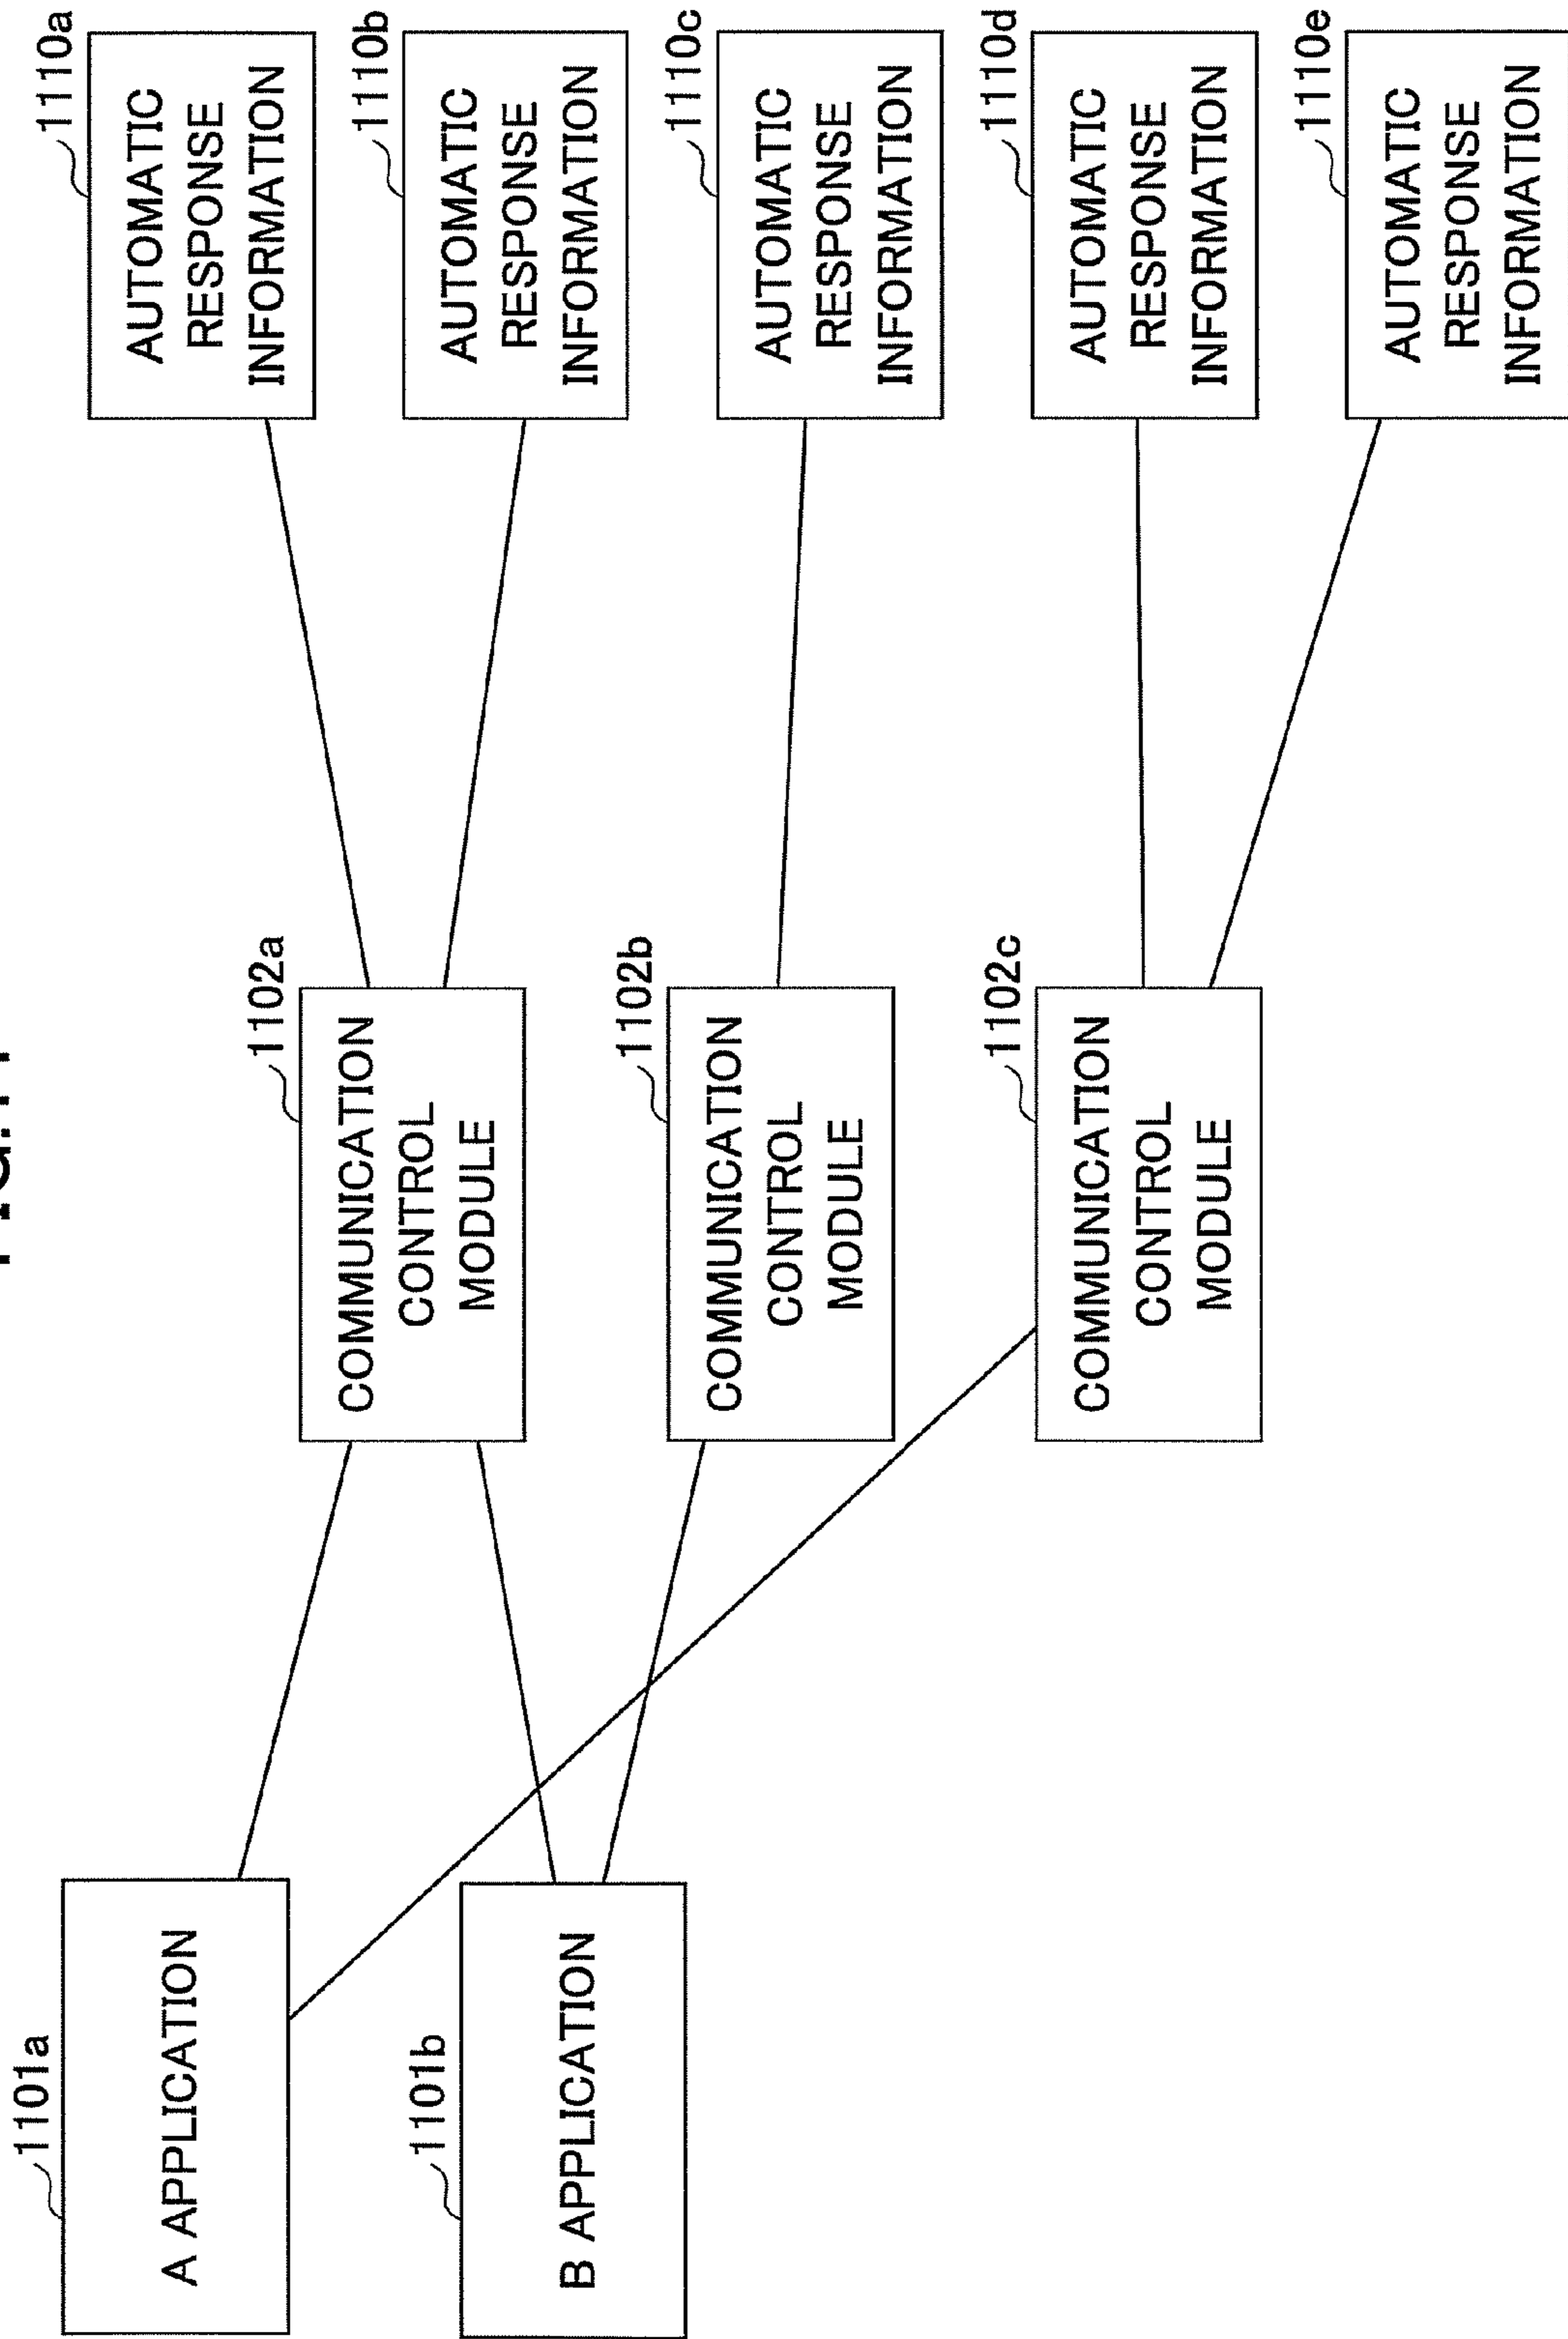 1101a
A APPLICATION
1101b
B APPLICATION
1102a
COMMUNICATION
CONTROL
MODULE
1102b
COMMUNICATION
CONTROL
MODULE
1102c
COMMUNICATION
CONTROL
MODULE
1110a
AUTOMATIC
RESPONSE
INFORMATION
1110b
AUTOMATIC
RESPONSE
INFORMATION
1110c
AUTOMATIC
RESPONSE
INFORMATION
1110d
AUTOMATIC
RESPONSE
INFORMATION
1110e
AUTOMATIC
RESPONSE
INFORMATION